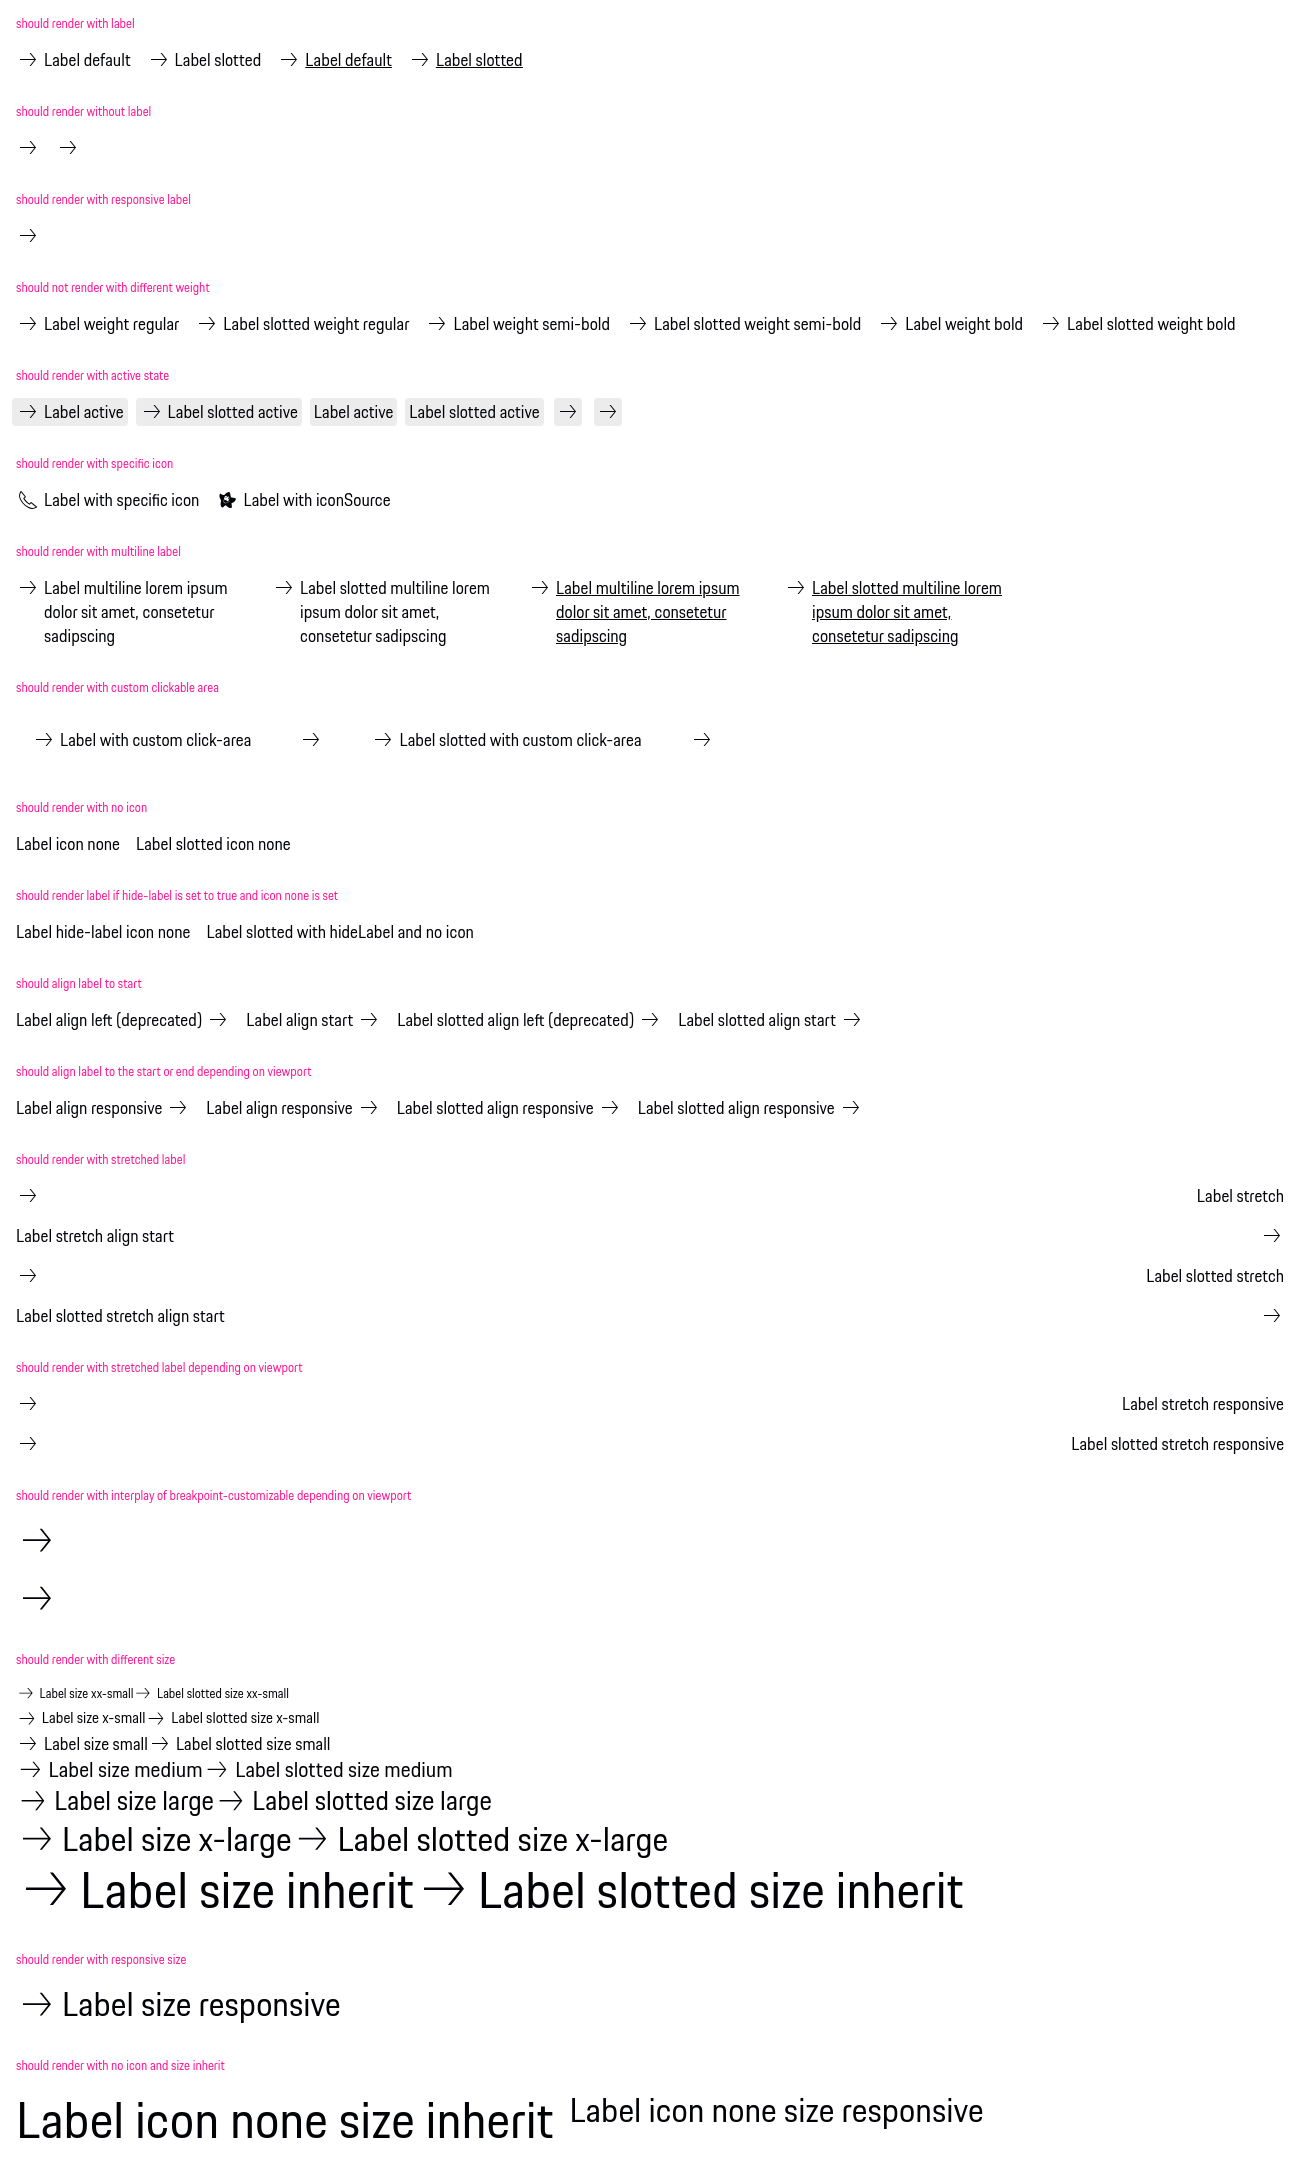 should render with label
Label default Label slotted Label default Label slotted
should render without label
should render with responsive label
should not render with different weight
Label weight regular Label slotted weight regular Label weight semi-bold Label slotted weight semi-bold Label weight bold Label slotted weight bold
should render with active state
Label active Label slotted active Label active Label slotted active
should render with specific icon
Label with specific icon Label with iconSource
should render with multiline label
Label multiline lorem ipsum Label slotted multiline lorem Label multiline lorem ipsum Label slotted multiline lorem
dolor sit amet, consetetur ipsum dolor sit amet, dolor sit amet, consetetur ipsum dolor sit amet,
sadipscing consetetur sadipscing sadipscing consetetur sadipscing
should render with custom clickable area
Label with custom click-area Label slotted with custom click-area
should render with no icon
Label icon none Label slotted icon none
should render label if hide-label is set to true and icon none is set
Label hide-label icon none Label slotted with hideLabel and no icon
should align label to start
Label align left (deprecated) Label align start Label slotted align left (deprecated) Label slotted align start
should align label to the start or end depending on viewport
Label align responsive Label align responsive Label slotted align responsive Label slotted align responsive
should render with stretched label
Label stretch
Label stretch align start
Label slotted stretch
Label slotted stretch align start
should render with stretched label depending on viewport
Label stretch responsive
Label slotted stretch responsive
should render with interplay of breakpoint-customizable depending on viewport
should render with different size
Label size xx-small Label slotted size xx-small
Label size x-small Label slotted size x-small
Label size small Label slotted size small
Label size medium Label slotted size medium
Label size large Label slotted size large
Label size x-large Label slotted size x-large
Label size inherit Label slotted size inherit
should render with responsive size
Label size responsive
should render with no icon and size inherit
Label icon none size inherit Label icon none size responsive